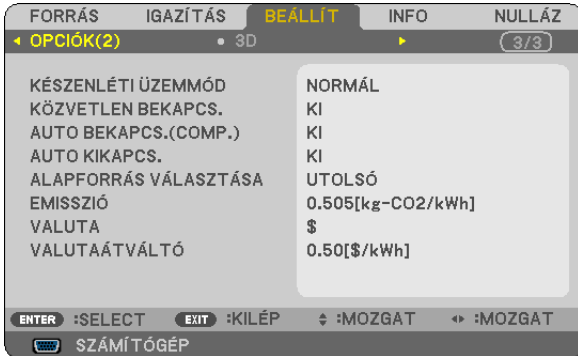 FORRÁS IGAZÍTÁS BEÁLLÍT INFO NULLÁZ
OPCIÓK(2) 3D 3/3
KÉSZENLÉTI ÜZEMMÓD NORMÁL
KÖZVETLEN BEKAPCS. KI
AUTO BEKAPCS.(COMP.) KI
AUTO KIKAPCS. KI
ALAPFORRÁS VÁLASZTÁSA UTOLSÓ
EMISSZIÓ 0.505[kg-CO2/kWh]
VALUTA $
VALUTAÁTVÁLTÓ 0.50[$/kWh]
ENTER :SELECT EXIT :KILÉP :MOZGAT :MOZGAT
SZÁMÍTÓGÉP